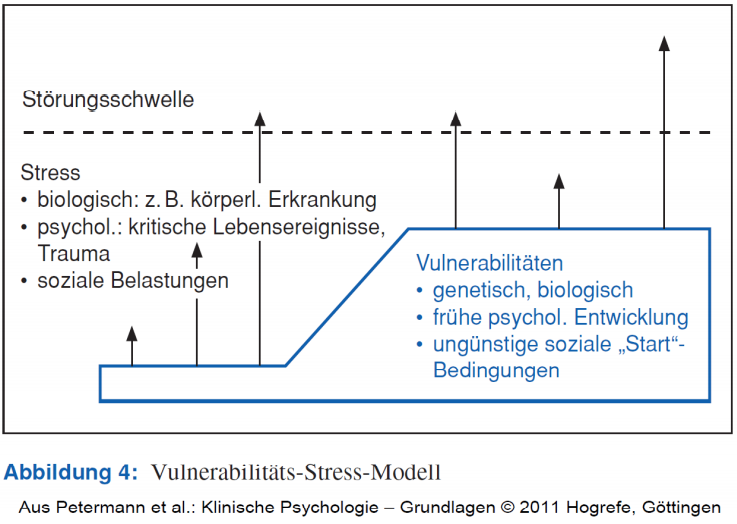 Störungsschwelle
Stress
• biologisch: z. B. körperl. Erkrankung
• psychol.: kritische Lebensereignisse,
Trauma
• soziale Belastungen
Vulnerabilitäten
• genetisch, biologisch
• frühe psychol. Entwicklung
• ungünstige soziale „Start“-
Bedingungen
Abbildung 4: Vulnerabilitäts-Stress-Modell
Aus Petermann et al.: Klinische Psychologie – Grundlagen © 2011 Hogrefe, Göttingen